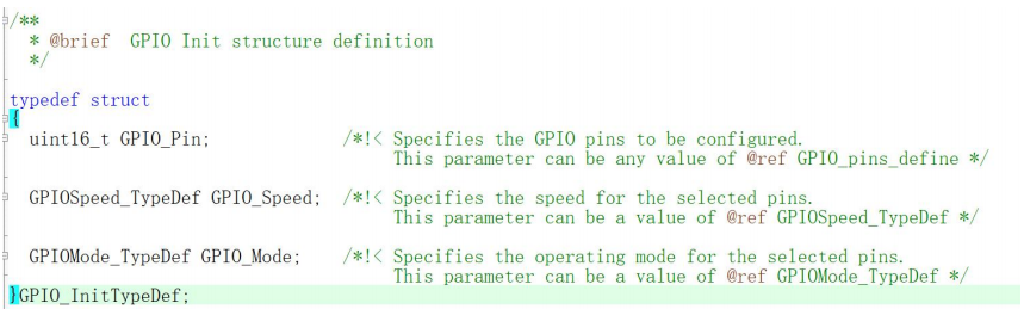 /**
  * @brief  GPIO Init structure definition
  */
typedef struct
{
  uint16_t GPIO_Pin;             /*!< Specifies the GPIO pins to be configured.
                                      This parameter can be any value of @ref GPIO_pins_define */
  GPIOSpeed_TypeDef GPIO_Speed;  /*!< Specifies the speed for the selected pins.
                                      This parameter can be a value of @ref GPIOSpeed_TypeDef */
  GPIOMode_TypeDef GPIO_Mode;    /*!< Specifies the operating mode for the selected pins.
                                      This parameter can be a value of @ref GPIOMode_TypeDef */
}GPIO_InitTypeDef;